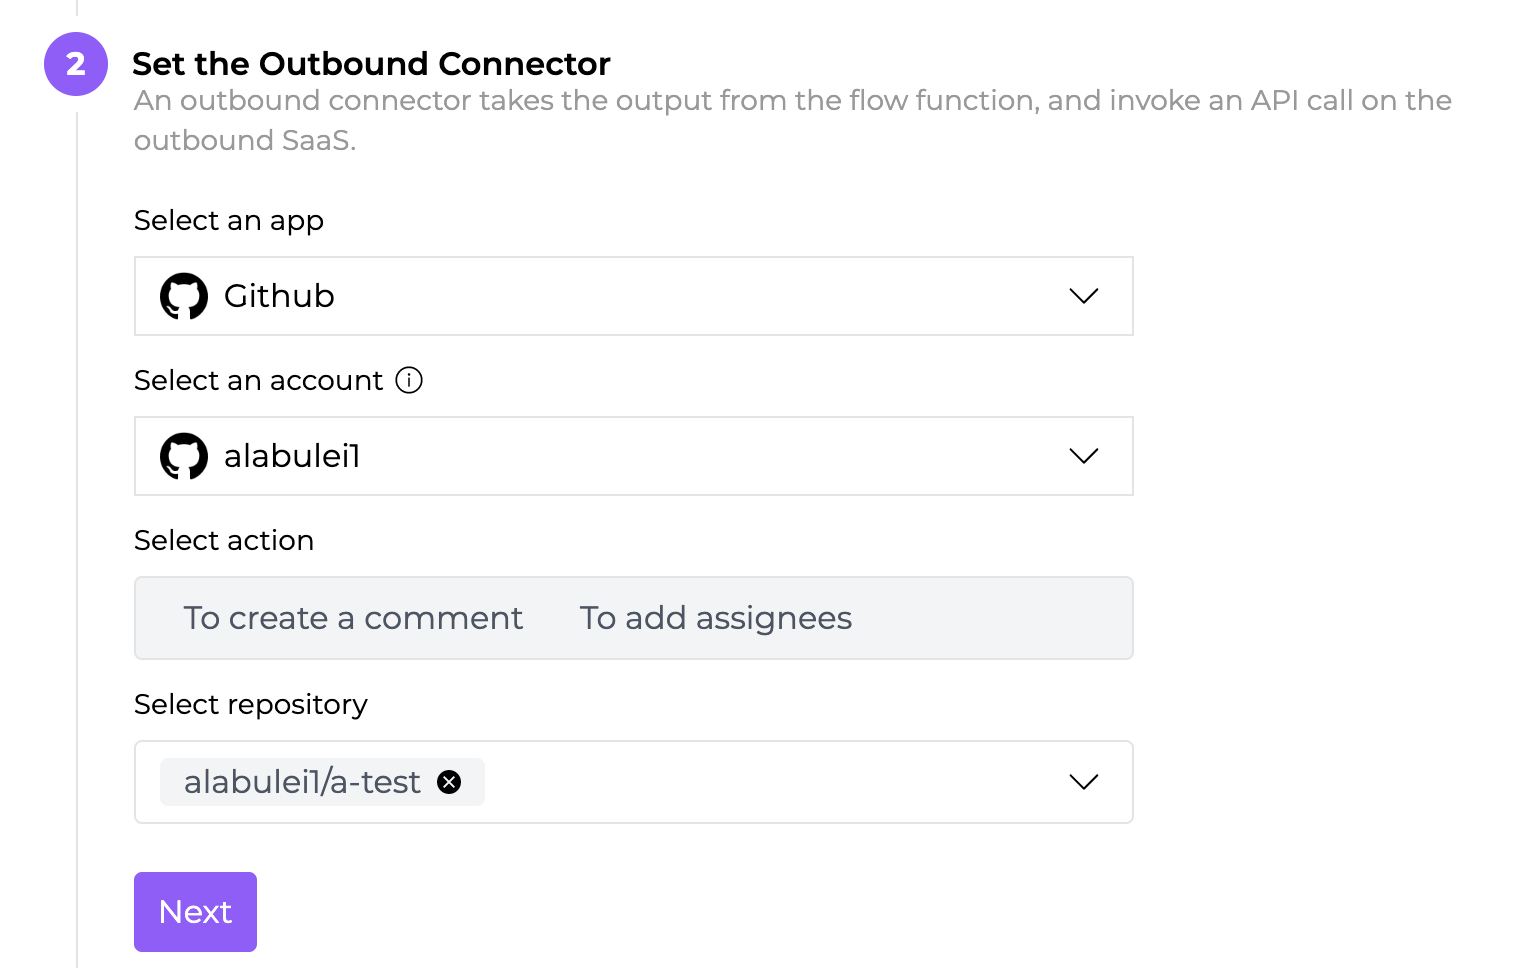 2
Set the Outbound Connector
An outbound connector takes the output from the flow function, and invoke an API call on the
outbound SaaS.
Select an app
Github
Select an account
alabulei1
Select action
To create a comment To add assignees
Select repository
alabulei1/a-test
Next